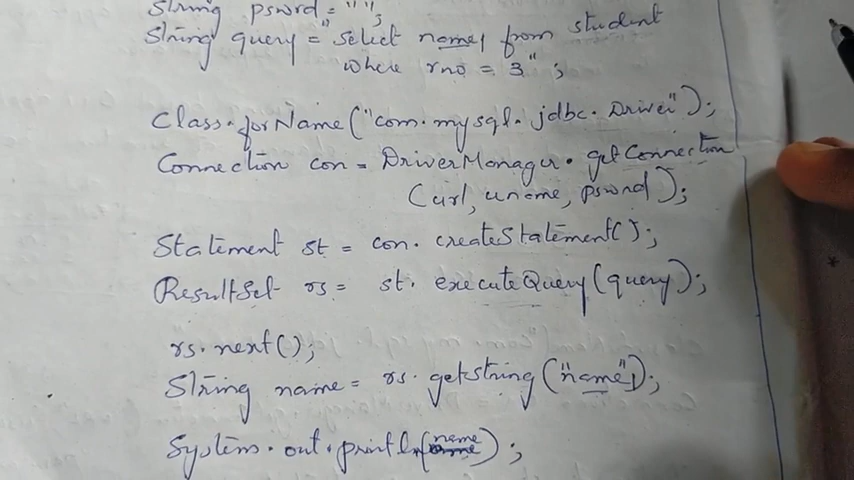 String pswrd = " ";
String query = "select name from student
where rno = 3";
Class.forName("com.mysql.jdbc.Driver");
Connection con = DriverManager.getConnection
(url, uname, pswrd);
Statement st = con.createStatement();
ResultSet rs = st.executeQuery(query);
rs.next();
String name = rs.getstring("name");
System.out.println(name);